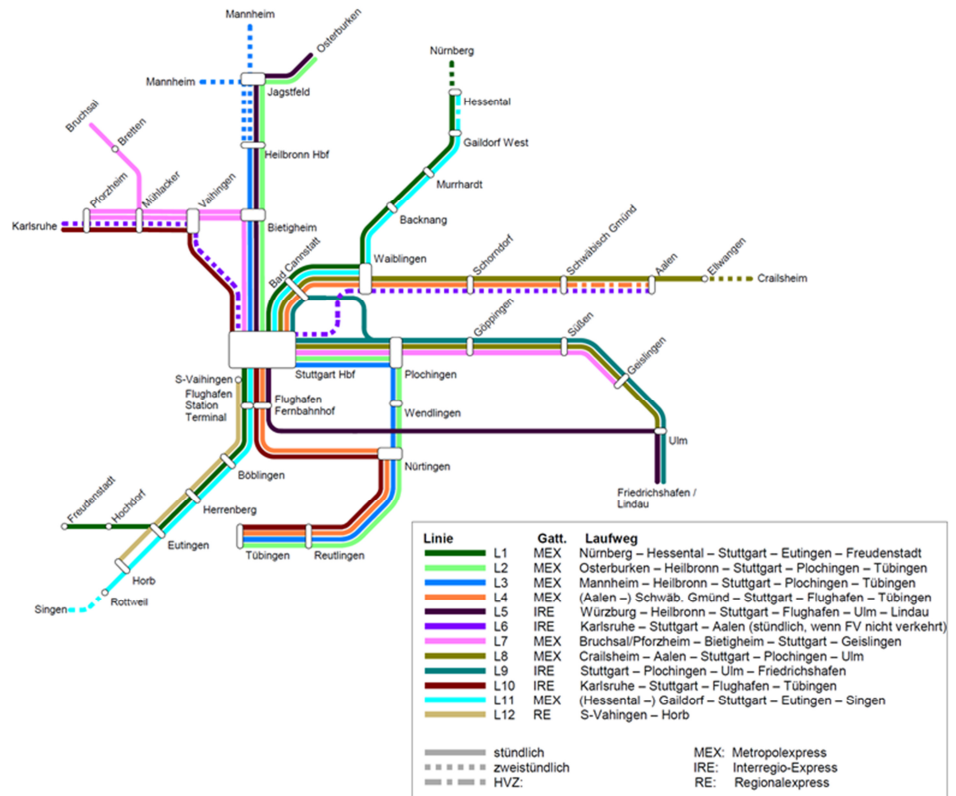 Mannheim
Osterburken
Nürnberg
Mannheim
Jagstfeld
Hessental
Bruchsal
Bretten
Heilbronn Hbf
Gaildorf West
Murrhardt
Pforzheim
Mühlacker
Vaihingen
Backnang
Karlsruhe
Bietigheim
Bad Cannstatt
Waiblingen
Schorndorf
Schwäbisch Gmünd
Aalen
Ellwangen
Crailsheim
Göppingen
Süßen
Geislingen
S-Vaihingen
Stuttgart Hbf
Plochingen
Flughafen
Station
Terminal
Flughafen
Fernbahnhof
Wendlingen
Ulm
Böblingen
Nürtingen
Herrenberg
Freudenstadt
Hochdorf
Eutingen
Tübingen
Reutlingen
Friedrichshafen /
Lindau
Horb
Rottweil
Singen
Linie Gatt. Laufweg
L1 MEX Nürnberg – Hessental – Stuttgart – Eutingen – Freudenstadt
L2 MEX Osterburken – Heilbronn – Stuttgart – Plochingen – Tübingen
L3 MEX Mannheim – Heilbronn – Stuttgart – Plochingen – Tübingen
L4 MEX (Aalen –) Schwäb. Gmünd – Stuttgart – Flughafen – Tübingen
L5 IRE Würzburg – Heilbronn – Stuttgart – Flughafen – Ulm – Lindau
L6 IRE Karlsruhe – Stuttgart – Aalen (stündlich, wenn FV nicht verkehrt)
L7 MEX Bruchsal/Pforzheim – Bietigheim – Stuttgart – Geislingen
L8 MEX Crailsheim – Aalen – Stuttgart – Plochingen – Ulm
L9 IRE Stuttgart – Plochingen – Ulm – Friedrichshafen
L10 IRE Karlsruhe – Stuttgart – Flughafen – Tübingen
L11 MEX (Hessental –) Gaildorf – Stuttgart – Eutingen – Singen
L12 RE S-Vahingen – Horb
stündlich MEX: Metropolexpress
zweistündlich IRE: Interregio-Express
HVZ: RE: Regionalexpress